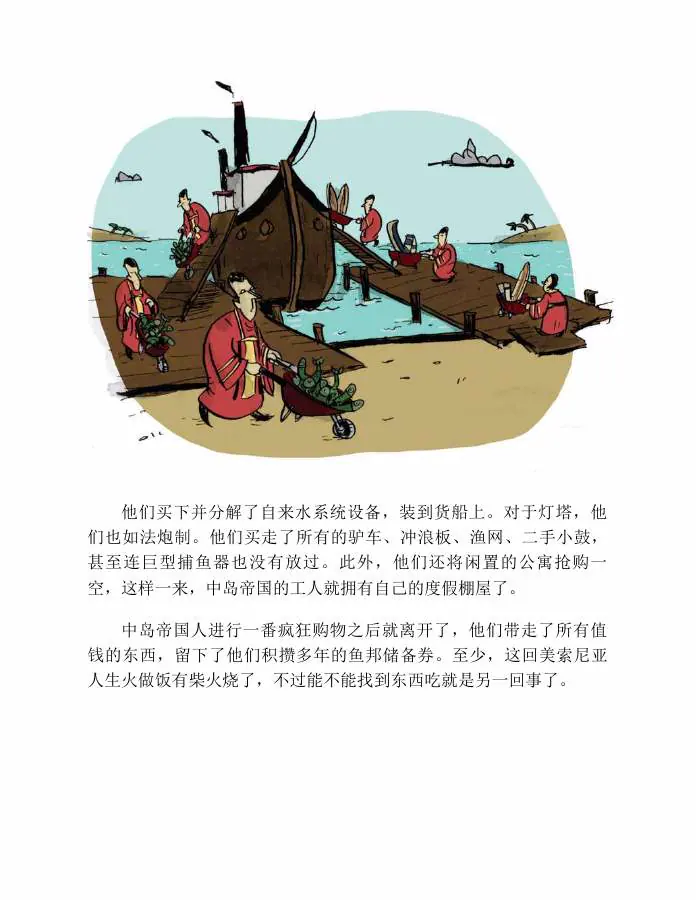 他们买下并分解了自来水系统设备，装到货船上。对于灯塔，他
们也如法炮制。他们买走了所有的驴车、冲浪板、渔网、二手小鼓，
甚至连巨型捕鱼器也没有放过。此外，他们还将闲置的公寓抢购一
空，这样一来，中岛帝国的工人就拥有自己的度假棚屋了。
中岛帝国人进行一番疯狂购物之后就离开了，他们带走了所有值
钱的东西，留下了他们积攒多年的鱼邦储备券。至少，这回美索尼亚
人生火做饭有柴火烧了，不过能不能找到东西吃就是另一回事了。